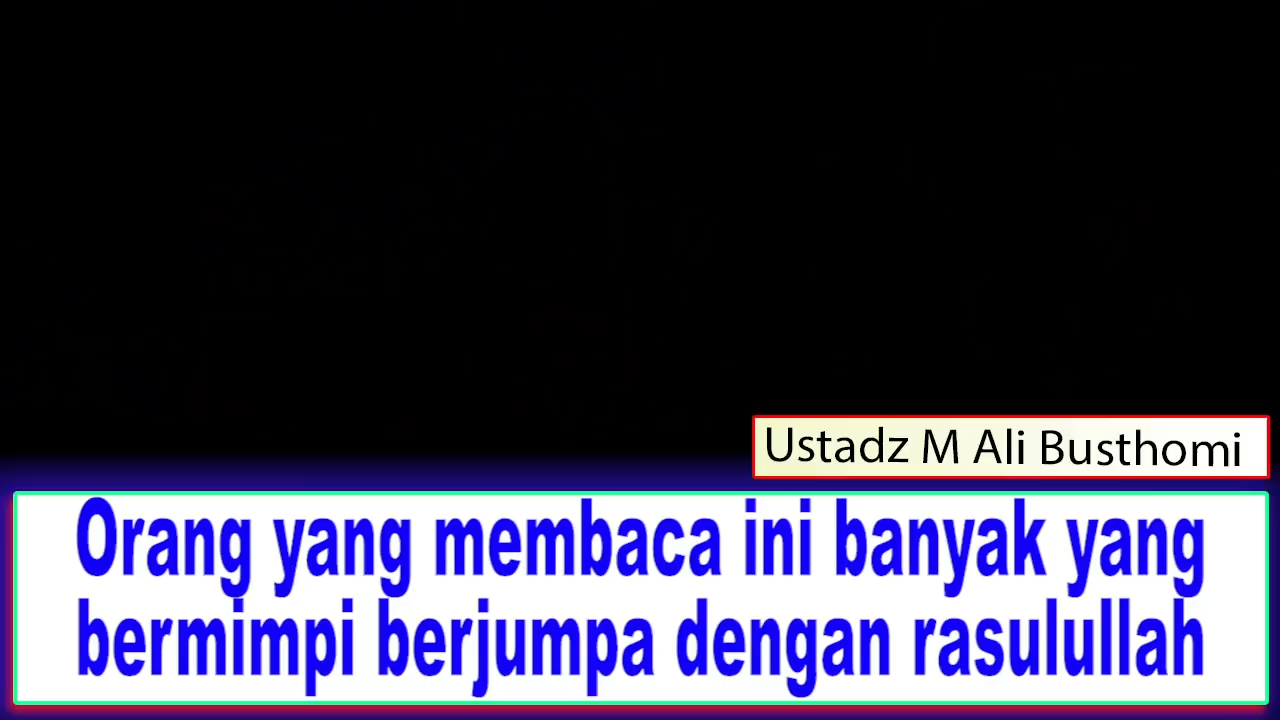 Ustadz M Ali Busthomi
Orang yang membaca ini banyak yang
bermimpi berjumpa dengan rasulullah